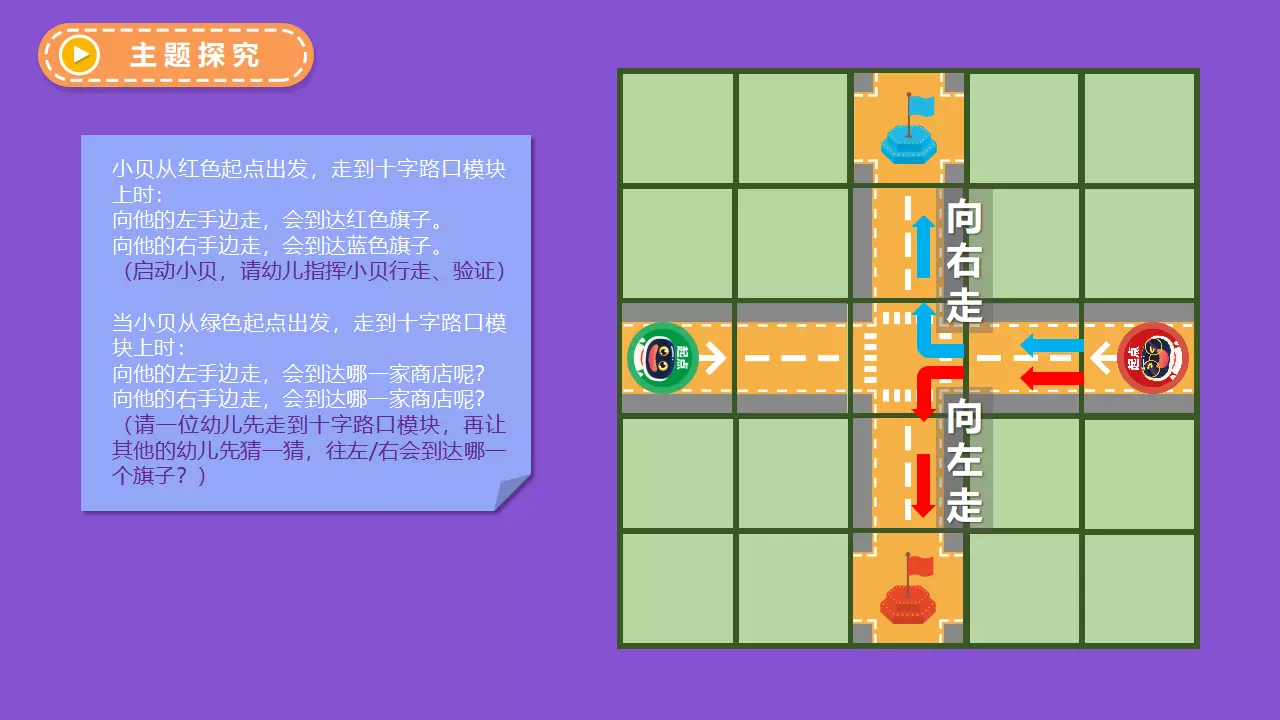 主题探究
小贝从红色起点出发，走到十字路口模块
上时：
向他的左手边走，会到达红色旗子。
向他的右手边走，会到达蓝色旗子。
（启动小贝，请幼儿指挥小贝行走、验证）
当小贝从绿色起点出发，走到十字路口模
块上时：
向他的左手边走，会到达哪一家商店呢？
向他的右手边走，会到达哪一家商店呢？
（请一位幼儿先走到十字路口模块，再让
其他的幼儿先猜一猜，往左/右会到达哪一
个旗子？）
向右走
起点
起点
向左走